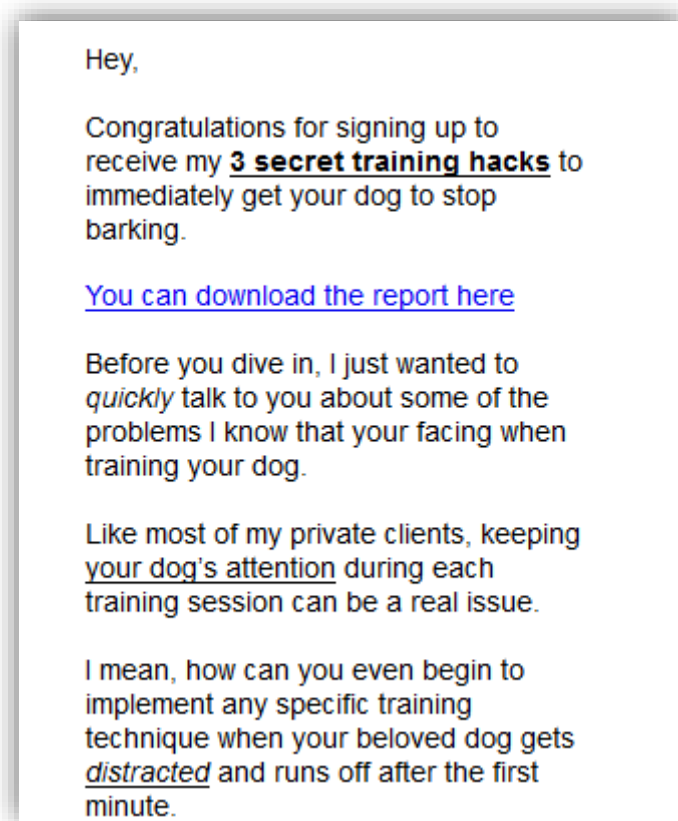 Hey,
Congratulations for signing up to
receive my 3 secret training hacks to
immediately get your dog to stop
barking.
You can download the report here
Before you dive in, I just wanted to
quickly talk to you about some of the
problems I know that your facing when
training your dog.
Like most of my private clients, keeping
your dog's attention during each
training session can be a real issue.
I mean, how can you even begin to
implement any specific training
technique when your beloved dog gets
distracted and runs off after the first
minute.